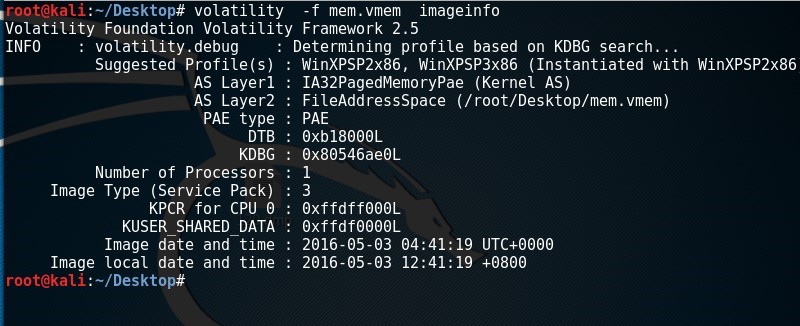 root@kali:~/Desktop# volatility  -f mem.vmem  imageinfo
Volatility Foundation Volatility Framework 2.5
INFO    : volatility.debug    : Determining profile based on KDBG search...
          Suggested Profile(s) : WinXPSP2x86, WinXPSP3x86 (Instantiated with WinXPSP2x86
                     AS Layer1 : IA32PagedMemoryPae (Kernel AS)
                     AS Layer2 : FileAddressSpace (/root/Desktop/mem.vmem)
                      PAE type : PAE
                           DTB : 0xb18000L
                          KDBG : 0x80546ae0L
          Number of Processors : 1
     Image Type (Service Pack) : 3
                KPCR for CPU 0 : 0xffdff000L
             KUSER_SHARED_DATA : 0xffdf0000L
           Image date and time : 2016-05-03 04:41:19 UTC+0000
     Image local date and time : 2016-05-03 12:41:19 +0800
root@kali:~/Desktop#